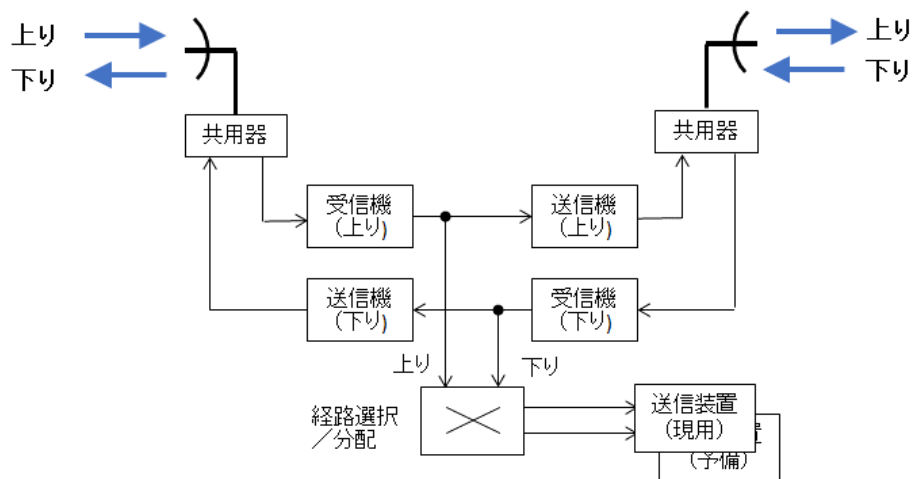 上り
下り
上り
下り
共用器
共用器
受信機
(上り)
送信機
(上り)
送信機
(下り)
受信機
(下り)
上り
下り
経路選択
／分配
送信装置
(現用)
置
(予備)